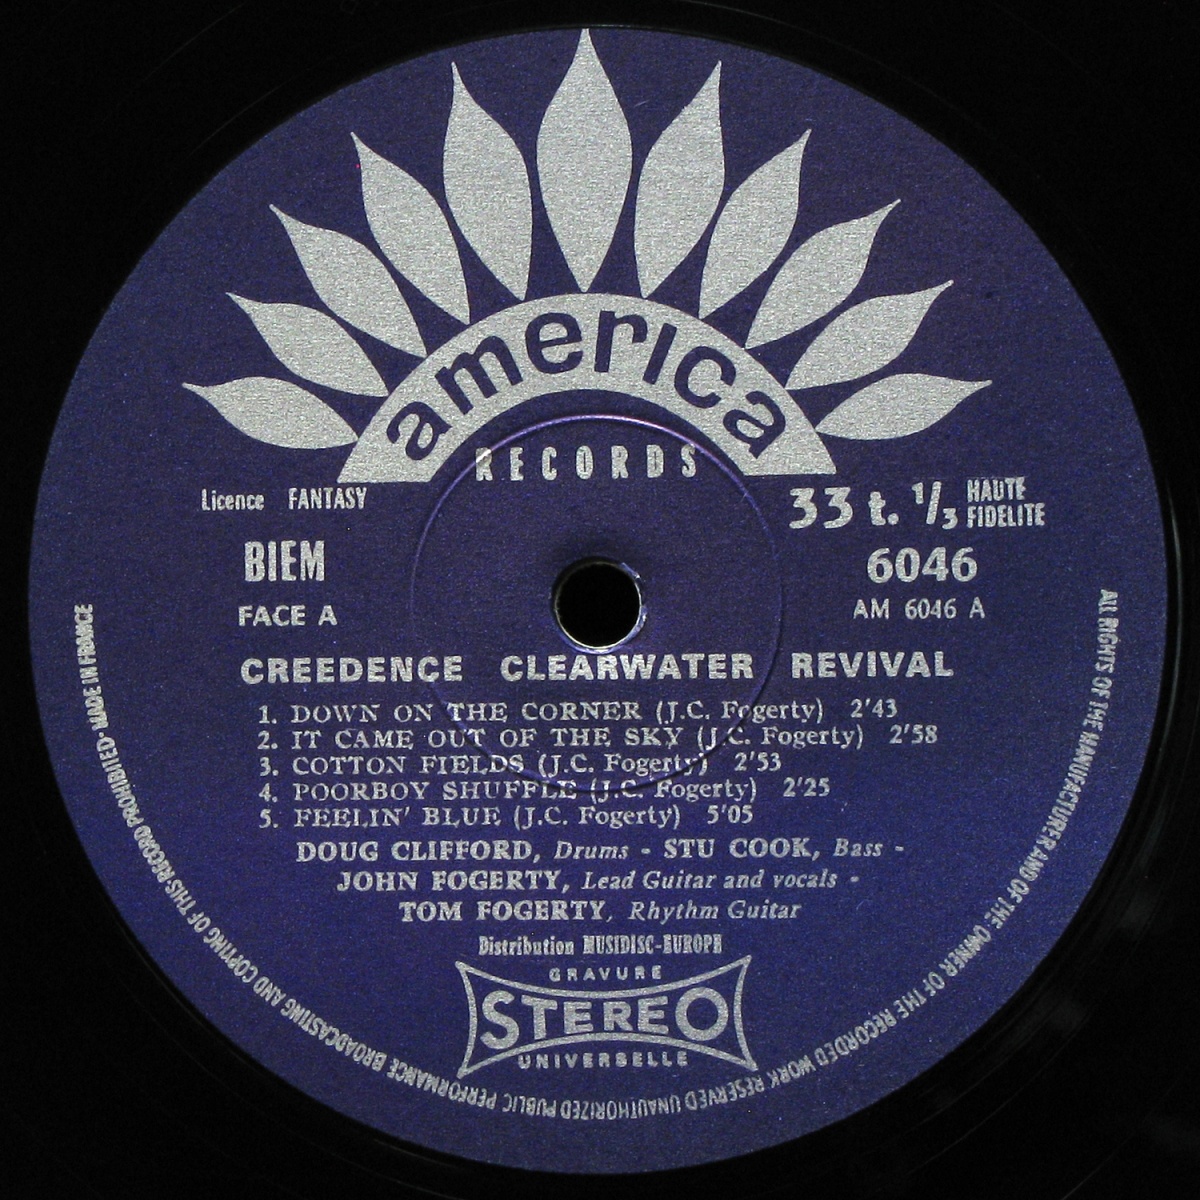 america
RECORDS
Licence FANTASY
33 t. 1/3 HAUTE FIDELITE
BIEM
6046
FACE A
AM 6046 A
CREEDENCE CLEARWATER REVIVAL
1. DOWN ON THE CORNER (J.C. Fogerty) 2'43
2. IT CAME OUT OF THE SKY (J.C. Fogerty) 2'58
3. COTTON FIELDS (J.C. Fogerty) 2'53
4. POORBOY SHUFFLE (J.C. Fogerty) 2'25
5. FEELIN' BLUE (J.C. Fogerty) 5'05
DOUG CLIFFORD, Drums - STU COOK, Bass -
JOHN FOGERTY, Lead Guitar and vocals -
TOM FOGERTY, Rhythm Guitar
Distribution MUSIDISC-EUROPE
GRAVURE
STEREO
UNIVERSELLE
ALL RIGHTS OF THE MANUFACTURER AND OF THE OWNER OF THE RECORDED WORK RESERVED UNAUTHORIZED PUBLIC PERFORMANCE BROADCASTING AND COPYING OF THIS RECORD PROHIBITED - MADE IN FRANCE